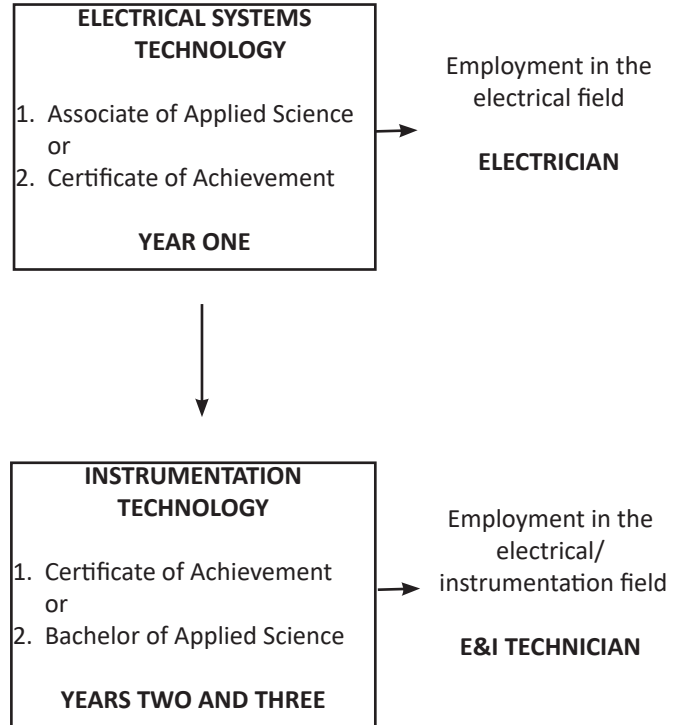 ELECTRICAL SYSTEMS
TECHNOLOGY
1. Associate of Applied Science
or
2. Certificate of Achievement
YEAR ONE
Employment in the
electrical field
ELECTRICIAN
INSTRUMENTATION
TECHNOLOGY
1. Certificate of Achievement
or
2. Bachelor of Applied Science
YEARS TWO AND THREE
Employment in the
electrical/
instrumentation field
E&I TECHNICIAN